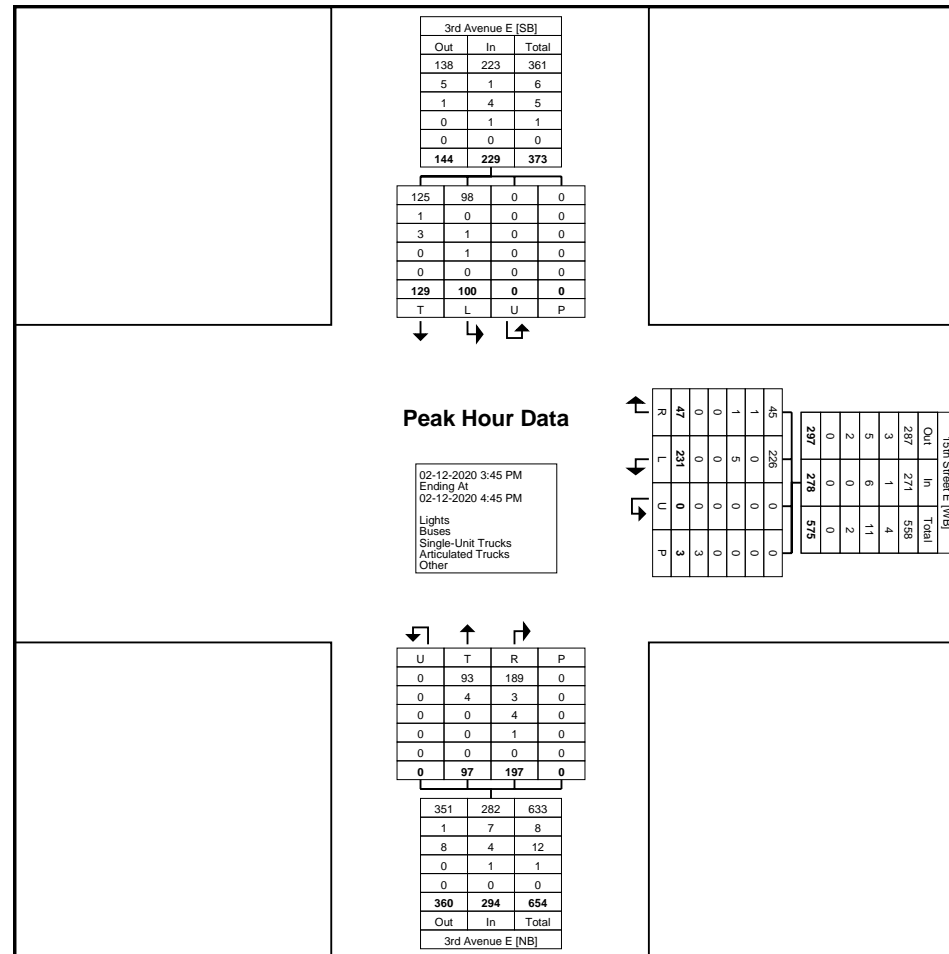 3rd Avenue E [SB]
Out In Total
138 223 361
5 1 6
1 4 5
0 1 1
0 0 0
144 229 373
125 98 0 0
1 0 0 0
3 1 0 0
0 1 0 0
0 0 0 0
129 100 0 0
T L U P
Peak Hour Data
02-12-2020 3:45 PM
Ending At
02-12-2020 4:45 PM
Lights
Buses
Single-Unit Trucks
Articulated Trucks
Other
15th Street E [WB]
Out In Total
287 271 558
3 1 4
5 6 11
2 0 2
0 0 0
297 278 575
45 226 0 0
1 0 0 0
1 5 0 0
0 0 0 0
0 0 0 3
47 231 0 3
R L U P
U T R P
0 93 189 0
0 4 3 0
0 0 4 0
0 0 1 0
0 0 0 0
0 97 197 0
351 282 633
1 7 8
8 4 12
0 1 1
0 0 0
360 294 654
Out In Total
3rd Avenue E [NB]